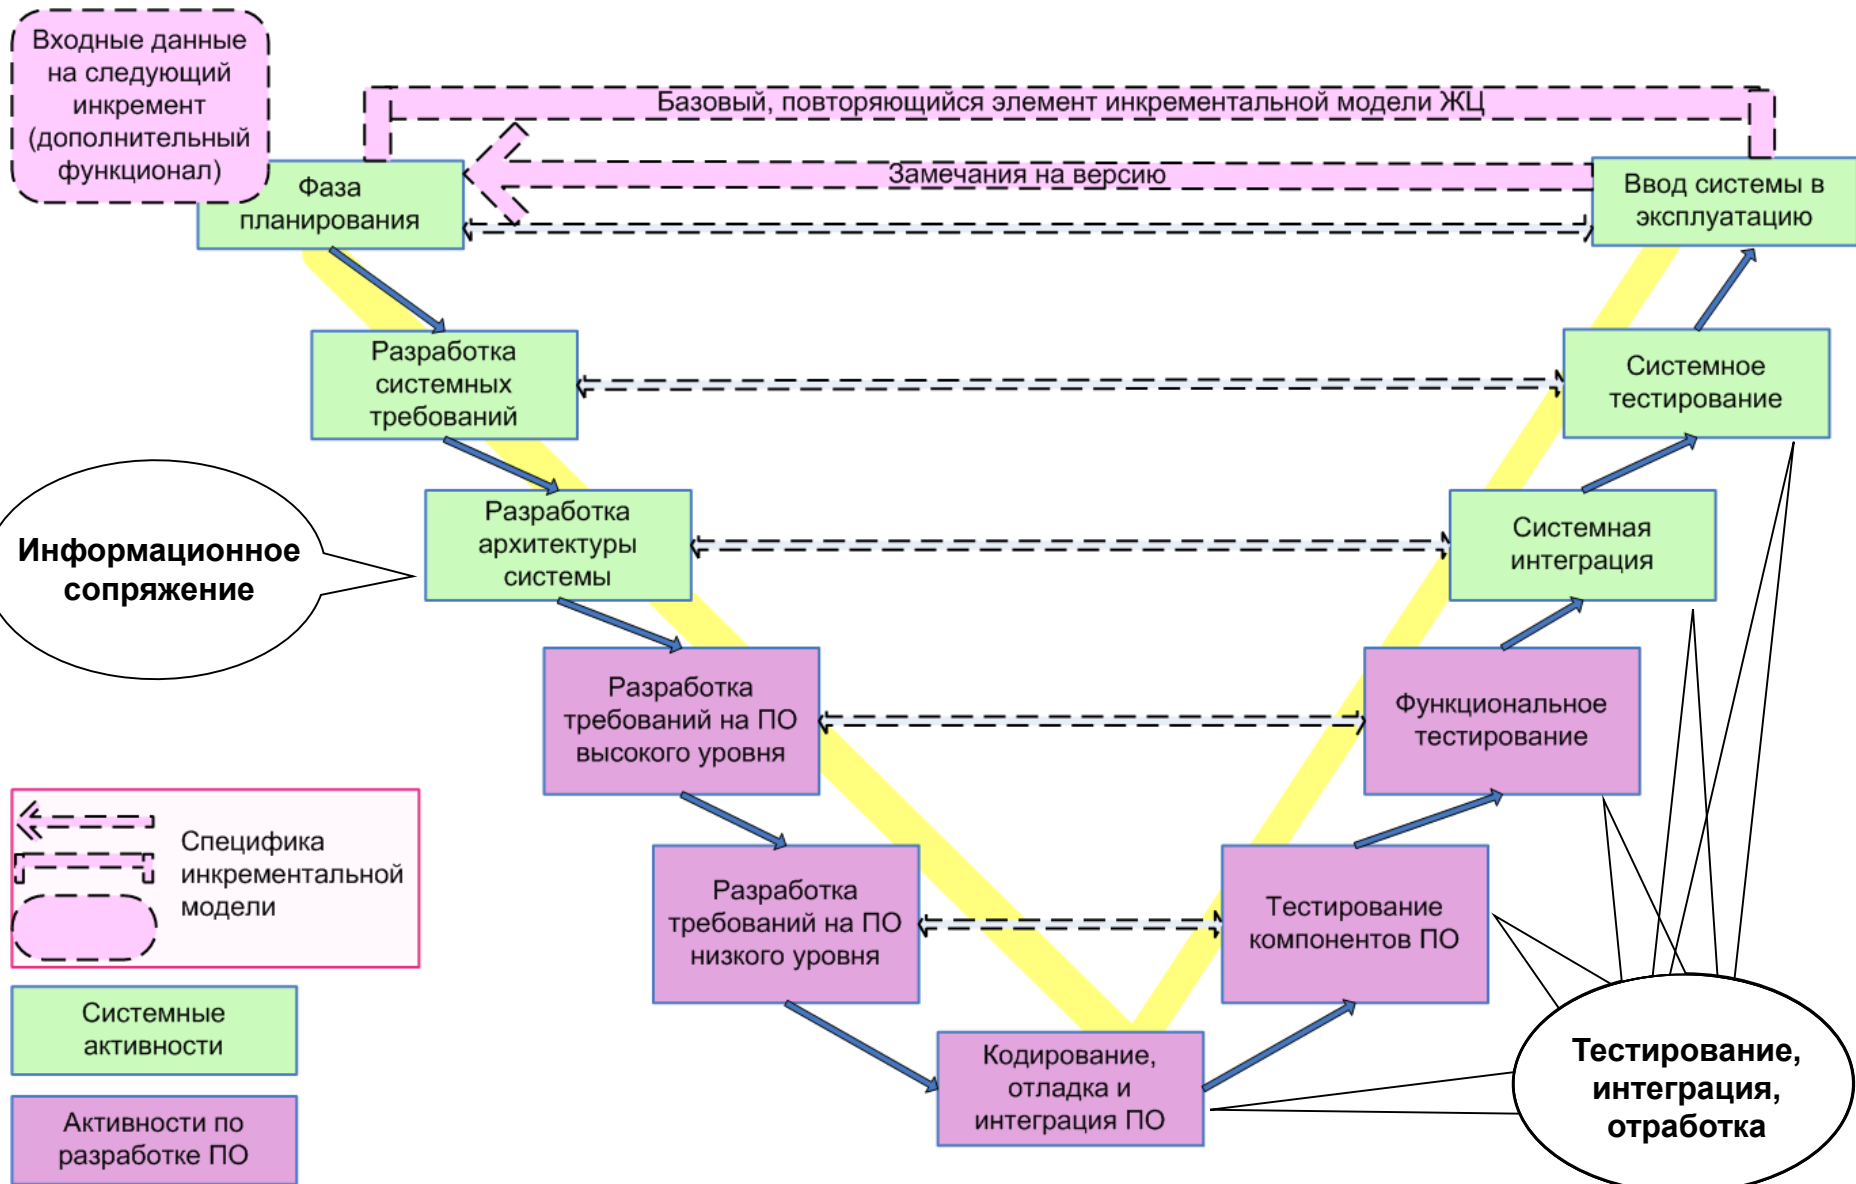 Входные данные
на следующий
инкремент
(дополнительный
функционал)
Базовый, повторяющийся элемент инкрементальной модели ЖЦ
Замечания на версию
Фаза
планирования
Ввод системы в
эксплуатацию
Разработка
системных
требований
Системное
тестирование
Информационное
сопряжение
Разработка
архитектуры
системы
Системная
интеграция
Разработка
требований на ПО
высокого уровня
Функциональное
тестирование
Специфика
инкрементальной
модели
Разработка
требований на ПО
низкого уровня
Тестирование
компонентов ПО
Системные
активности
Кодирование,
отладка и
интеграция ПО
Тестирование,
интеграция,
отработка
Активности по
разработке ПО